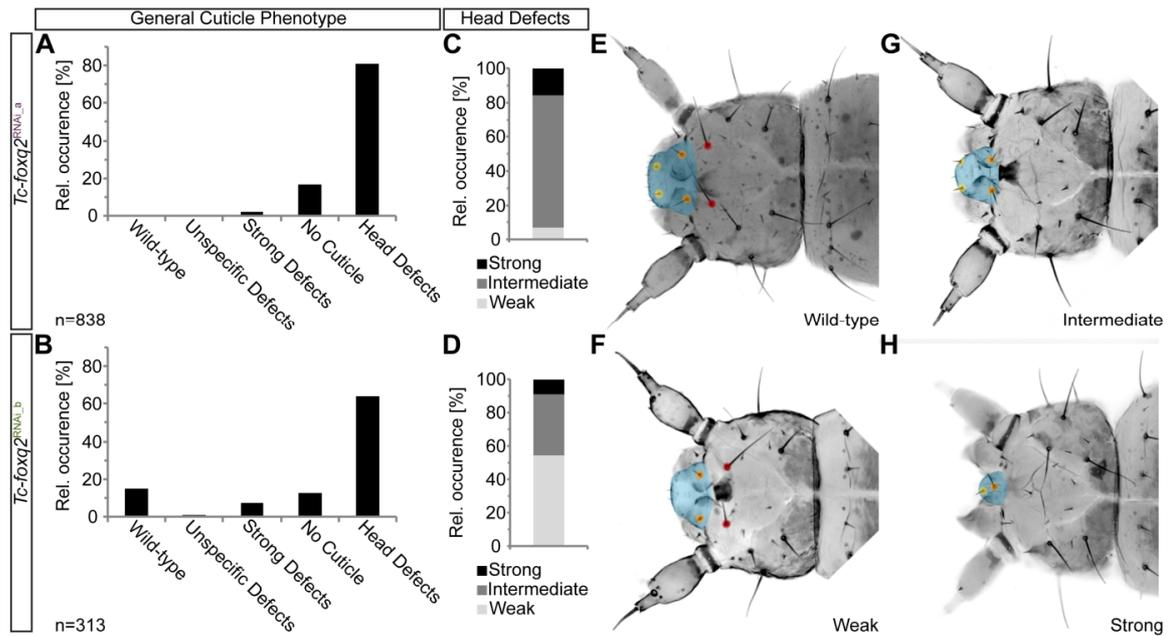 General Cuticle Phenotype
Head Defects
Tc-foxq2RNAi_a
A
Rel. occurence [%]
80
60
40
20
0
Wild-type
Unspecific Defects
Strong Defects
No Cuticle
Head Defects
n=838
C
Rel. occurence [%]
100
80
60
40
20
0
Strong
Intermediate
Weak
E
Wild-type
G
Intermediate
Tc-foxq2RNAi_b
B
Rel. occurence [%]
80
60
40
20
0
Wild-type
Unspecific Defects
Strong Defects
No Cuticle
Head Defects
n=313
D
Rel. occurence [%]
100
80
60
40
20
0
Strong
Intermediate
Weak
F
Weak
H
Strong